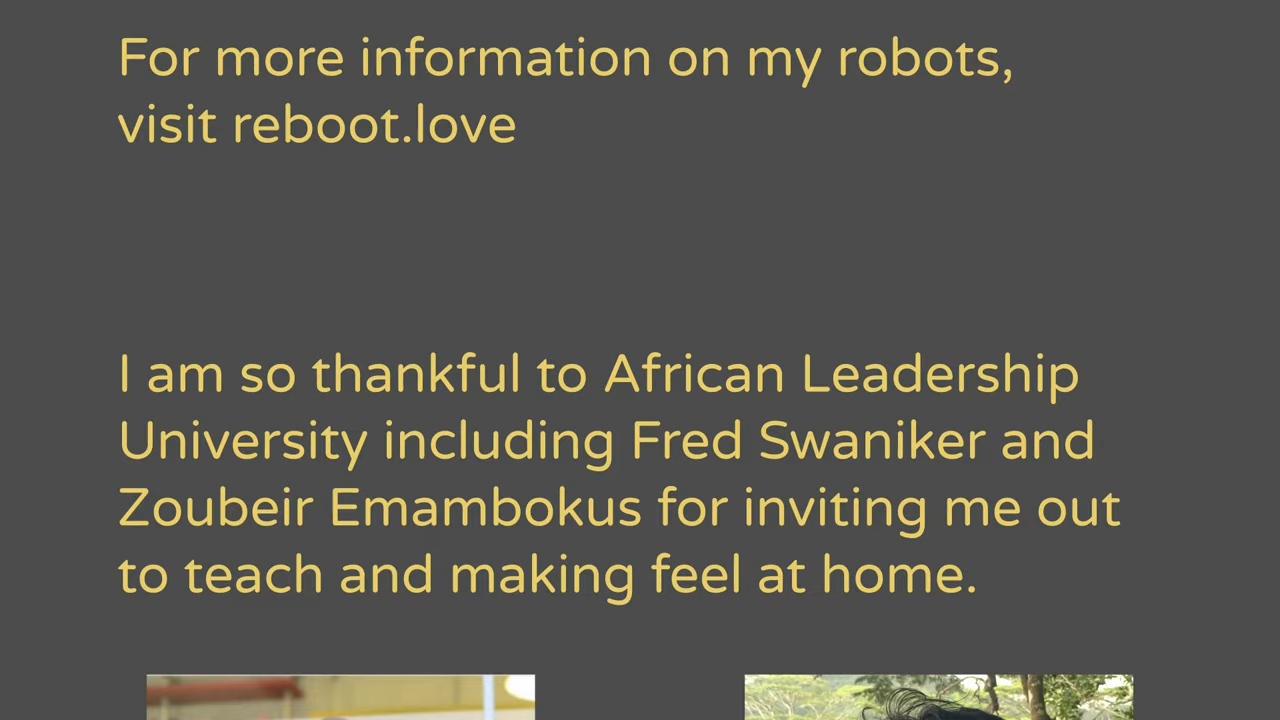 For more information on my robots,
visit reboot.love
I am so thankful to African Leadership
University including Fred Swaniker and
Zoubeir Emambokus for inviting me out
to teach and making feel at home.